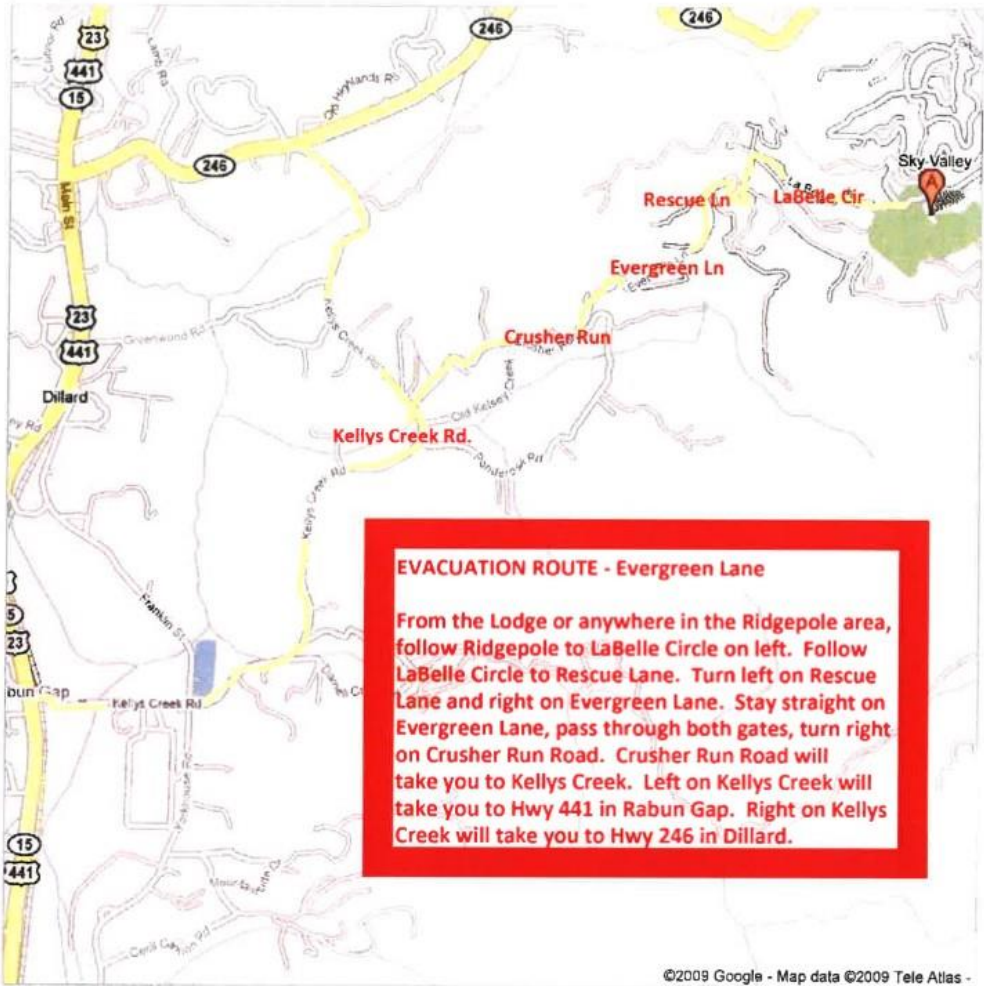 246
246
23
441
15
Lamb Rd
Old Highlands Rd
246
Main St
Sky Valley
A
Rescue Ln
LaBelle Cir
Evergreen Ln
23
441
Greenwood Rd
Kellys Creek Rd
Crusher Run
Dillard
Old Kelsey Creek
Kellys Creek Rd.
Ponderosa Rd
Kellys Creek Rd
EVACUATION ROUTE - Evergreen Lane
From the Lodge or anywhere in the Ridgepole area,
follow Ridgepole to LaBelle Circle on left. Follow
LaBelle Circle to Rescue Lane. Turn left on Rescue
Lane and right on Evergreen Lane. Stay straight on
Evergreen Lane, pass through both gates, turn right
on Crusher Run Road. Crusher Run Road will
take you to Kellys Creek. Left on Kellys Creek will
take you to Hwy 441 in Rabun Gap. Right on Kellys
Creek will take you to Hwy 246 in Dillard.
Franklin St
23
bun Gap
Kellys Creek Rd
15
441
©2009 Google - Map data ©2009 Tele Atlas -